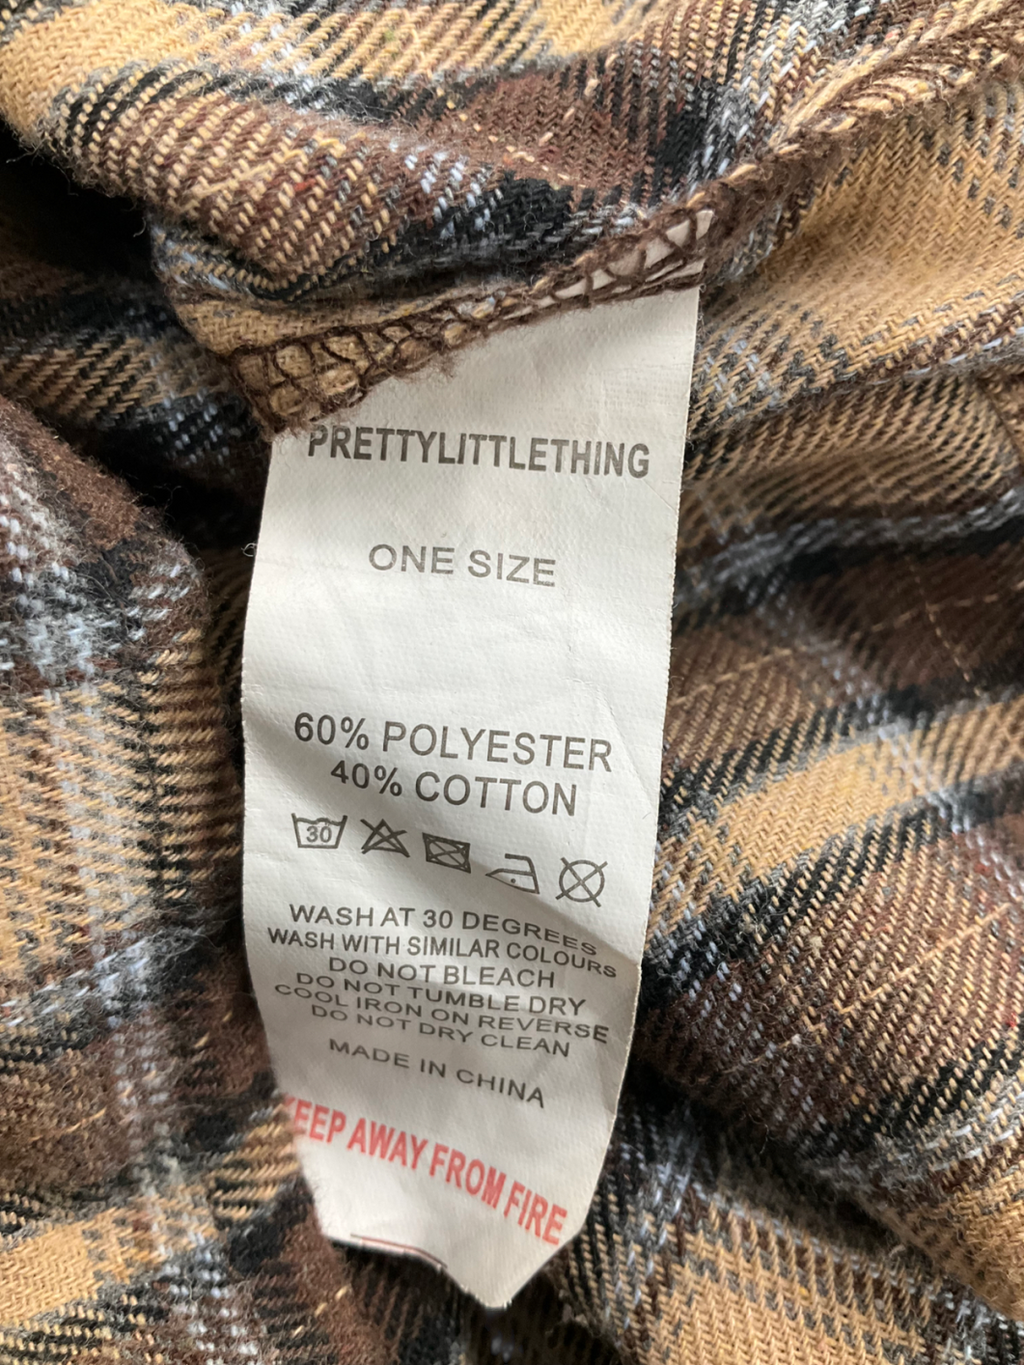 PRETTYLITTLETHING
ONE SIZE
60% POLYESTER
40% COTTON
30
WASH AT 30 DEGREES
WASH WITH SIMILAR COLOURS
DO NOT BLEACH
DO NOT TUMBLE DRY
COOL IRON ON REVERSE
DO NOT DRY CLEAN
MADE IN CHINA
KEEP AWAY FROM FIRE